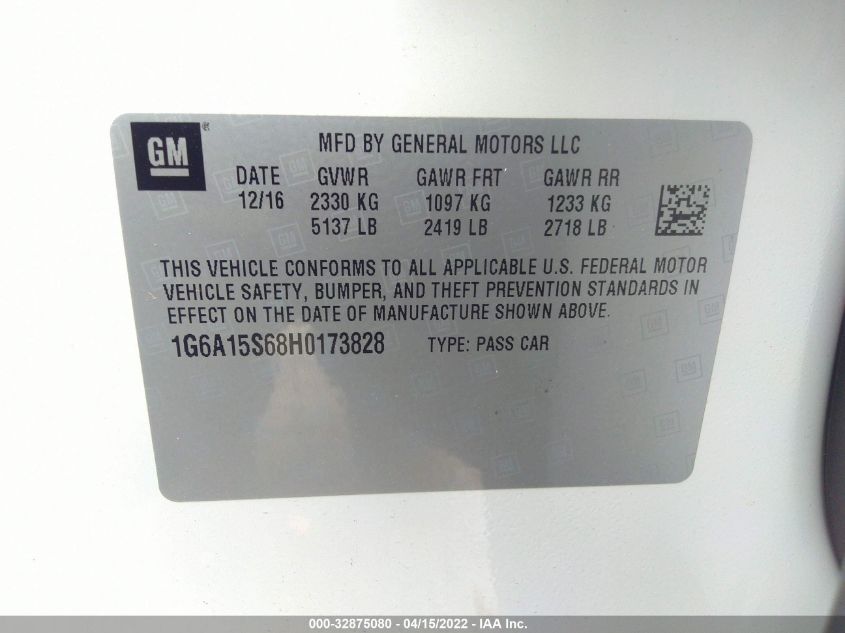 GM ®
MFD BY GENERAL MOTORS LLC
DATE GVWR GAWR FRT GAWR RR
12/16 2330 KG 1097 KG 1233 KG
5137 LB 2419 LB 2718 LB
THIS VEHICLE CONFORMS TO ALL APPLICABLE U.S. FEDERAL MOTOR
VEHICLE SAFETY, BUMPER, AND THEFT PREVENTION STANDARDS IN
EFFECT ON THE DATE OF MANUFACTURE SHOWN ABOVE.
1G6A15S68H0173828 TYPE: PASS CAR
000-32875080 - 04/15/2022 - IAA Inc.